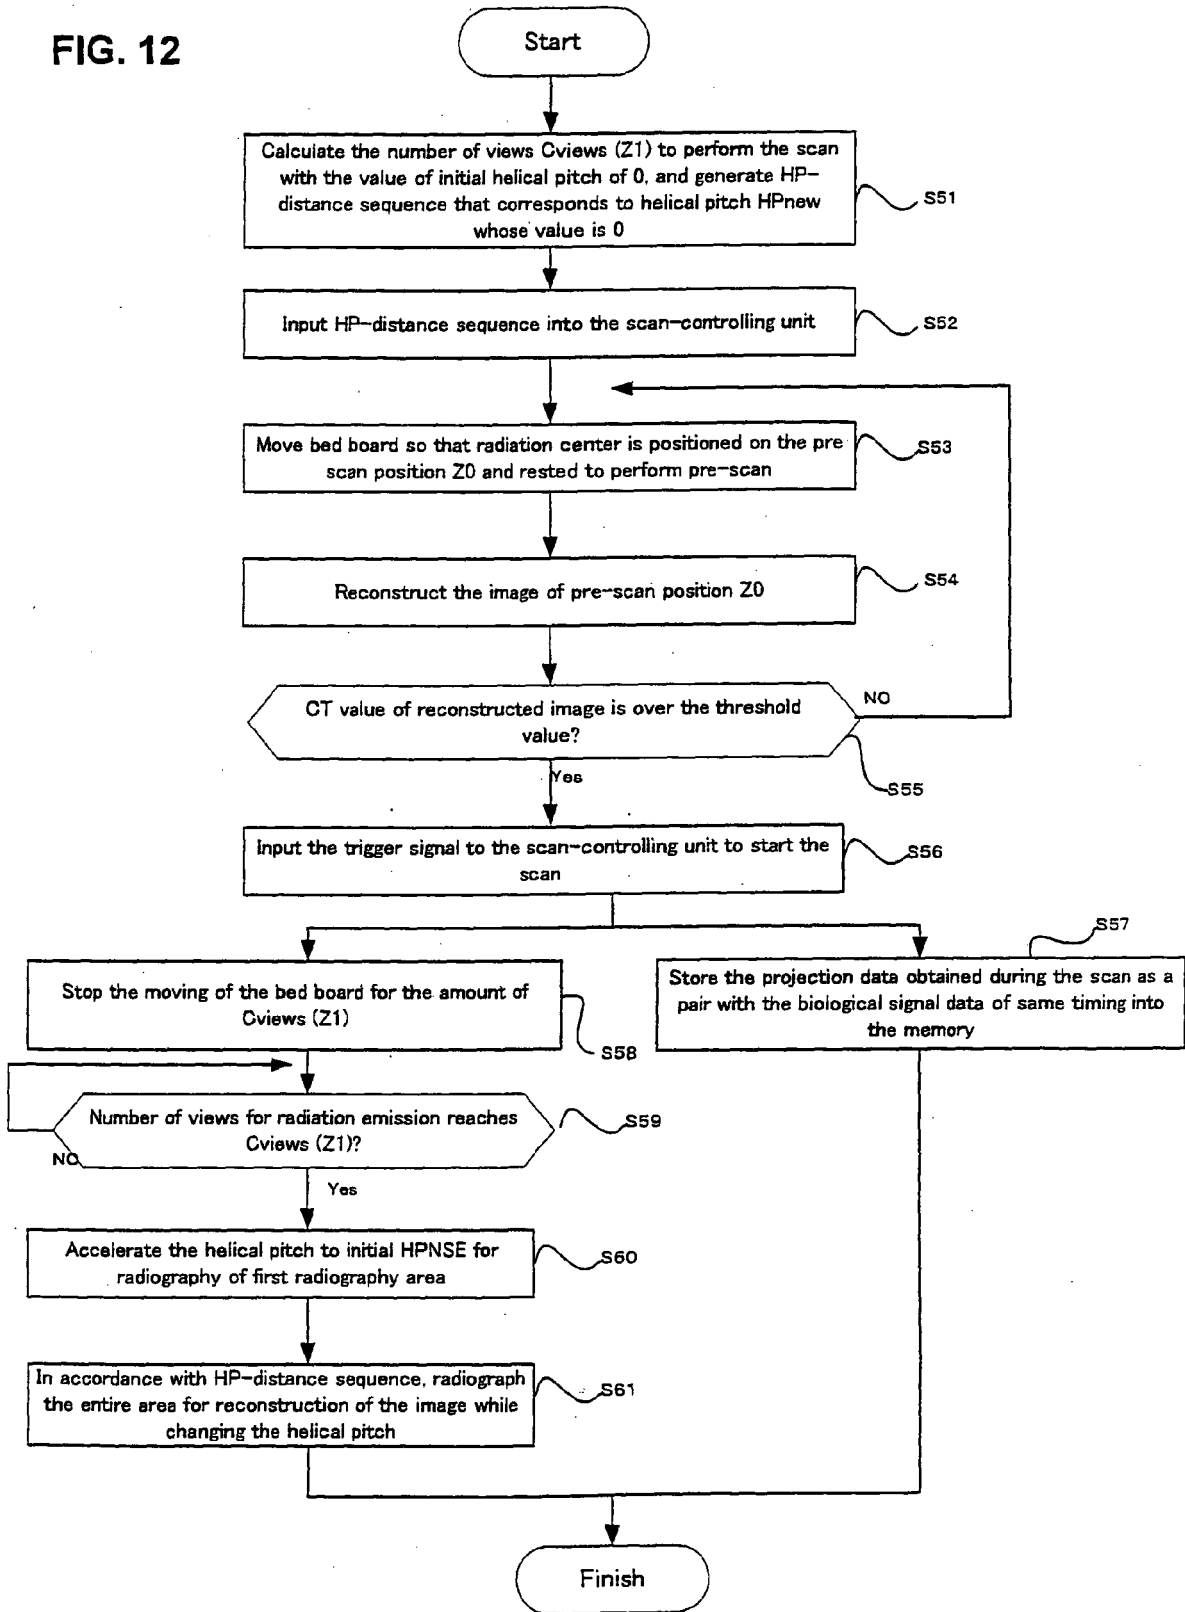 FIG. 12
Start
Calculate the number of views Cviews (Z1) to perform the scan
with the value of initial helical pitch of 0, and generate HP-
distance sequence that corresponds to helical pitch HPnew
whose value is 0
S51
Input HP-distance sequence into the scan-controlling unit
S52
Move bed board so that radiation center is positioned on the pre
scan position Z0 and rested to perform pre-scan
S53
Reconstruct the image of pre-scan position Z0
S54
CT value of reconstructed image is over the threshold
value?
NO
S55
Yes
Input the trigger signal to the scan-controlling unit to start the
scan
S56
S57
Stop the moving of the bed board for the amount of
Cviews (Z1)
S58
Store the projection data obtained during the scan as a
pair with the biological signal data of same timing into
the memory
Number of views for radiation emission reaches
Cviews (Z1)?
S59
NO
Yes
Accelerate the helical pitch to initial HPNSE for
radiography of first radiography area
S60
In accordance with HP-distance sequence, radiograph
the entire area for reconstruction of the image while
changing the helical pitch
S61
Finish